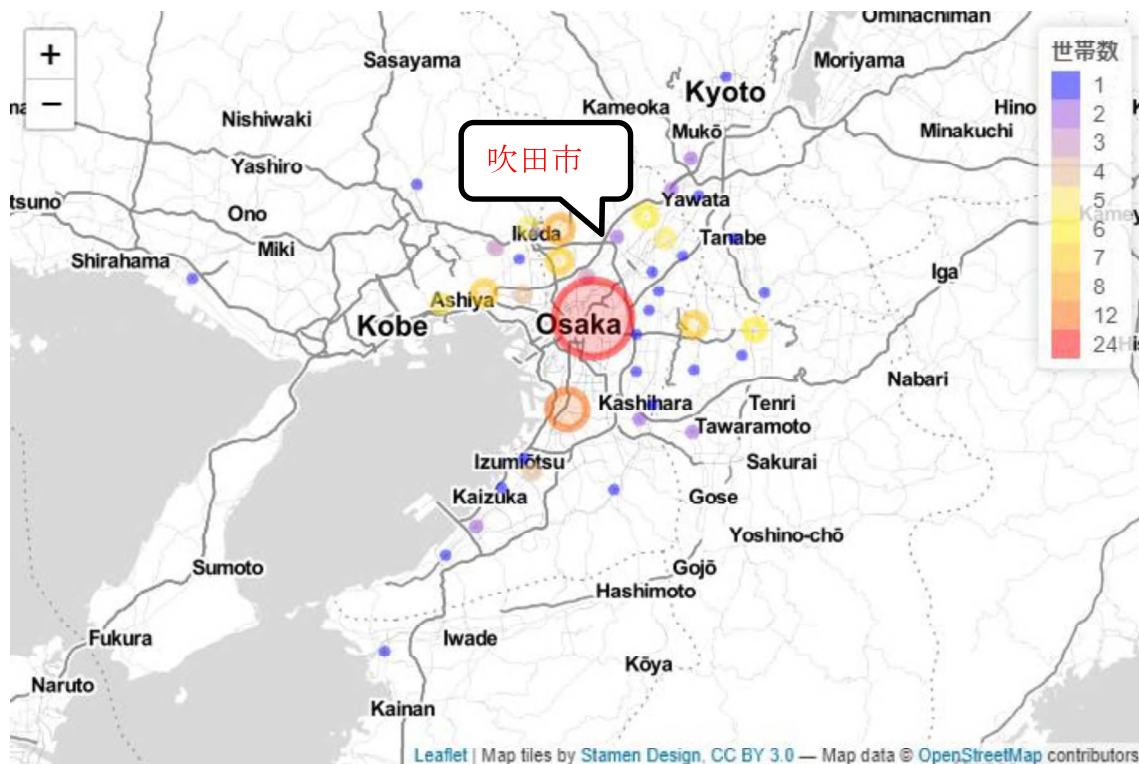 +
−
Ominachiman
Sasayama
Moriyama
世帯数
Kyoto
Kameoka
Hino
Nishiwaki
Mukō
Minakuchi
吹田市
Yashiro
Yawata
tsuno
Ono
Ikeda
Tanabe
Kame
Miki
Shirahama
Iga
Ashiya
Kobe
Osaka
Nabari
Kashihara
Tenri
Tawaramoto
Izumiōtsu
Sakurai
Kaizuka
Gose
Yoshino-chō
Sumoto
Gojō
Hashimoto
Fukura
Iwade
Kōya
Naruto
Kainan
1
2
3
4
5
6
7
8
12
24
Leaflet | Map tiles by Stamen Design, CC BY 3.0 — Map data © OpenStreetMap contributors